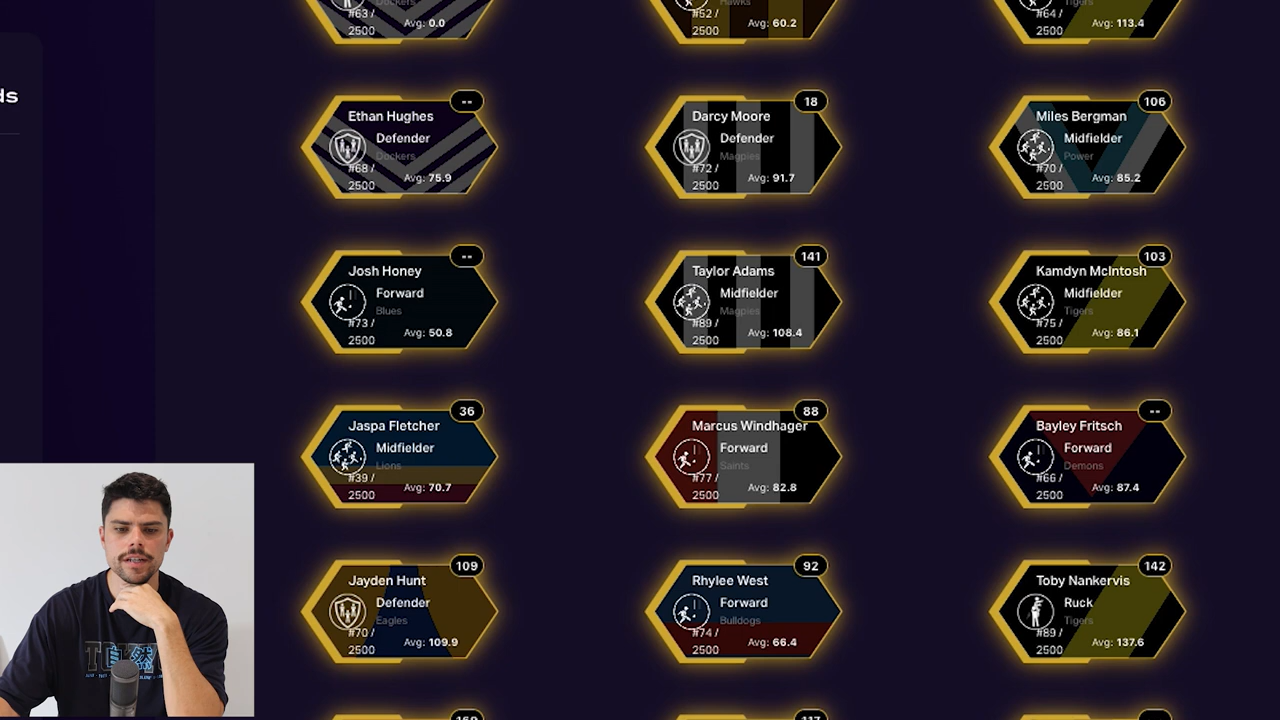 Dockers
#63 /
2500
Avg: 0.0
Hawks
#52 /
2500
Avg: 60.2
Tigers
#64 /
2500
Avg: 113.4
ds
--
Ethan Hughes
Defender
Dockers
#68 /
2500
Avg: 75.9
18
Darcy Moore
Defender
Magpies
#72 /
2500
Avg: 91.7
106
Miles Bergman
Midfielder
Power
#70 /
2500
Avg: 85.2
--
Josh Honey
Forward
Blues
#73 /
2500
Avg: 50.8
141
Taylor Adams
Midfielder
Magpies
#89 /
2500
Avg: 108.4
103
Kamdyn McIntosh
Midfielder
Tigers
#75 /
2500
Avg: 86.1
36
Jaspa Fletcher
Midfielder
Lions
#39 /
2500
Avg: 70.7
88
Marcus Windhager
Forward
Saints
#77 /
2500
Avg: 82.8
--
Bayley Fritsch
Forward
Demons
#66 /
2500
Avg: 87.4
109
Jayden Hunt
Defender
Eagles
#70 /
2500
Avg: 109.9
92
Rhylee West
Forward
Bulldogs
#74 /
2500
Avg: 66.4
142
Toby Nankervis
Ruck
Tigers
#89 /
2500
Avg: 137.6
117